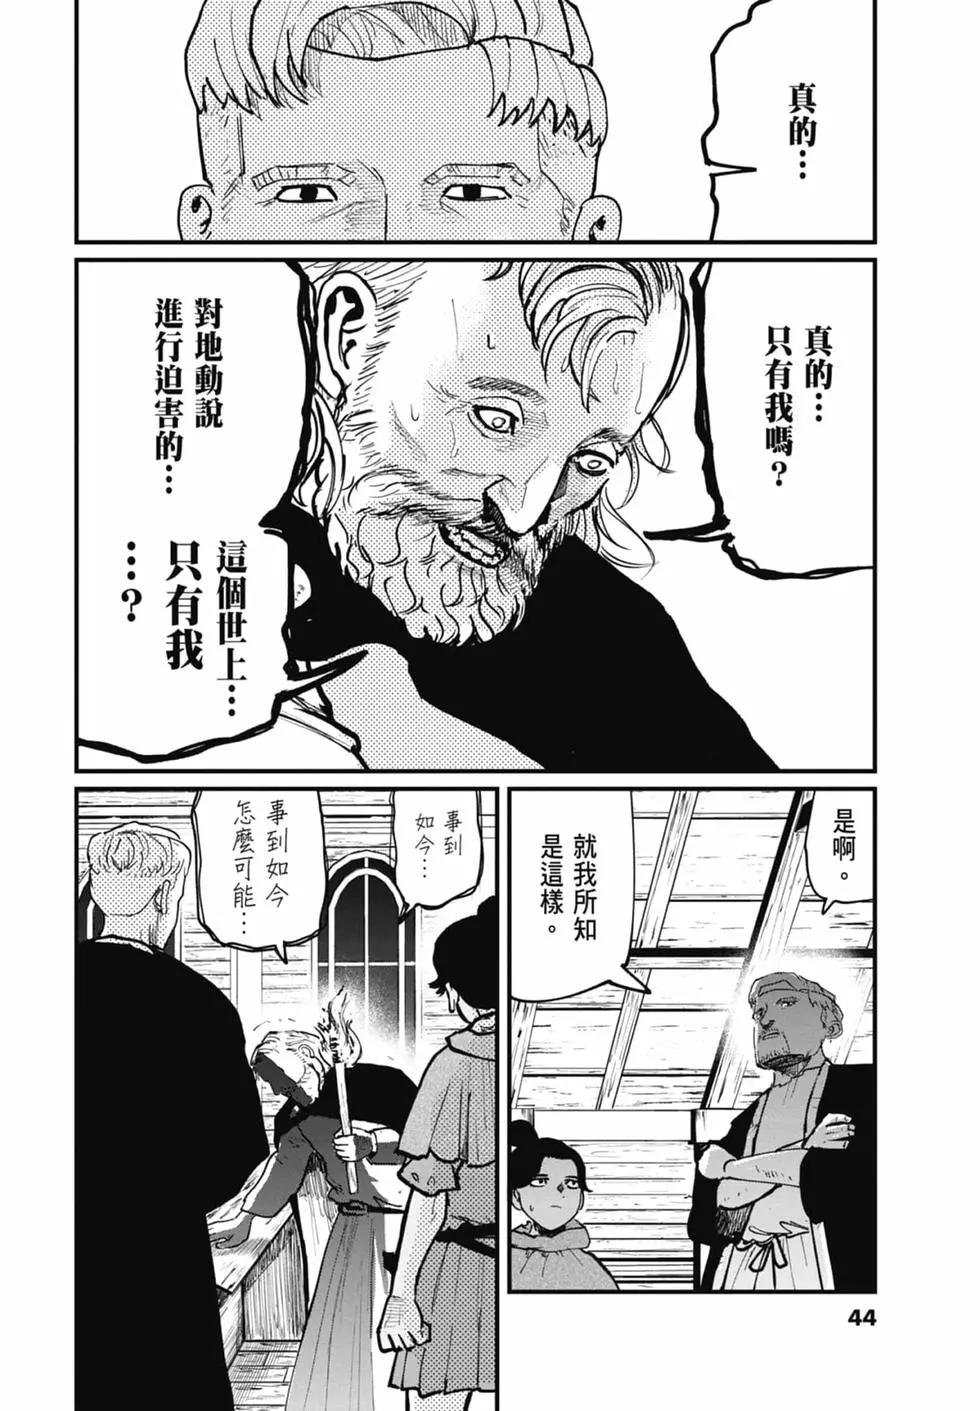 真的…
真的…
只有我嗎？
對地動說
進行迫害的…
這個世上…
只有我
…？
是啊。
就我所知
是這樣。
事到
如今…
事到如今
怎麼可能…
44